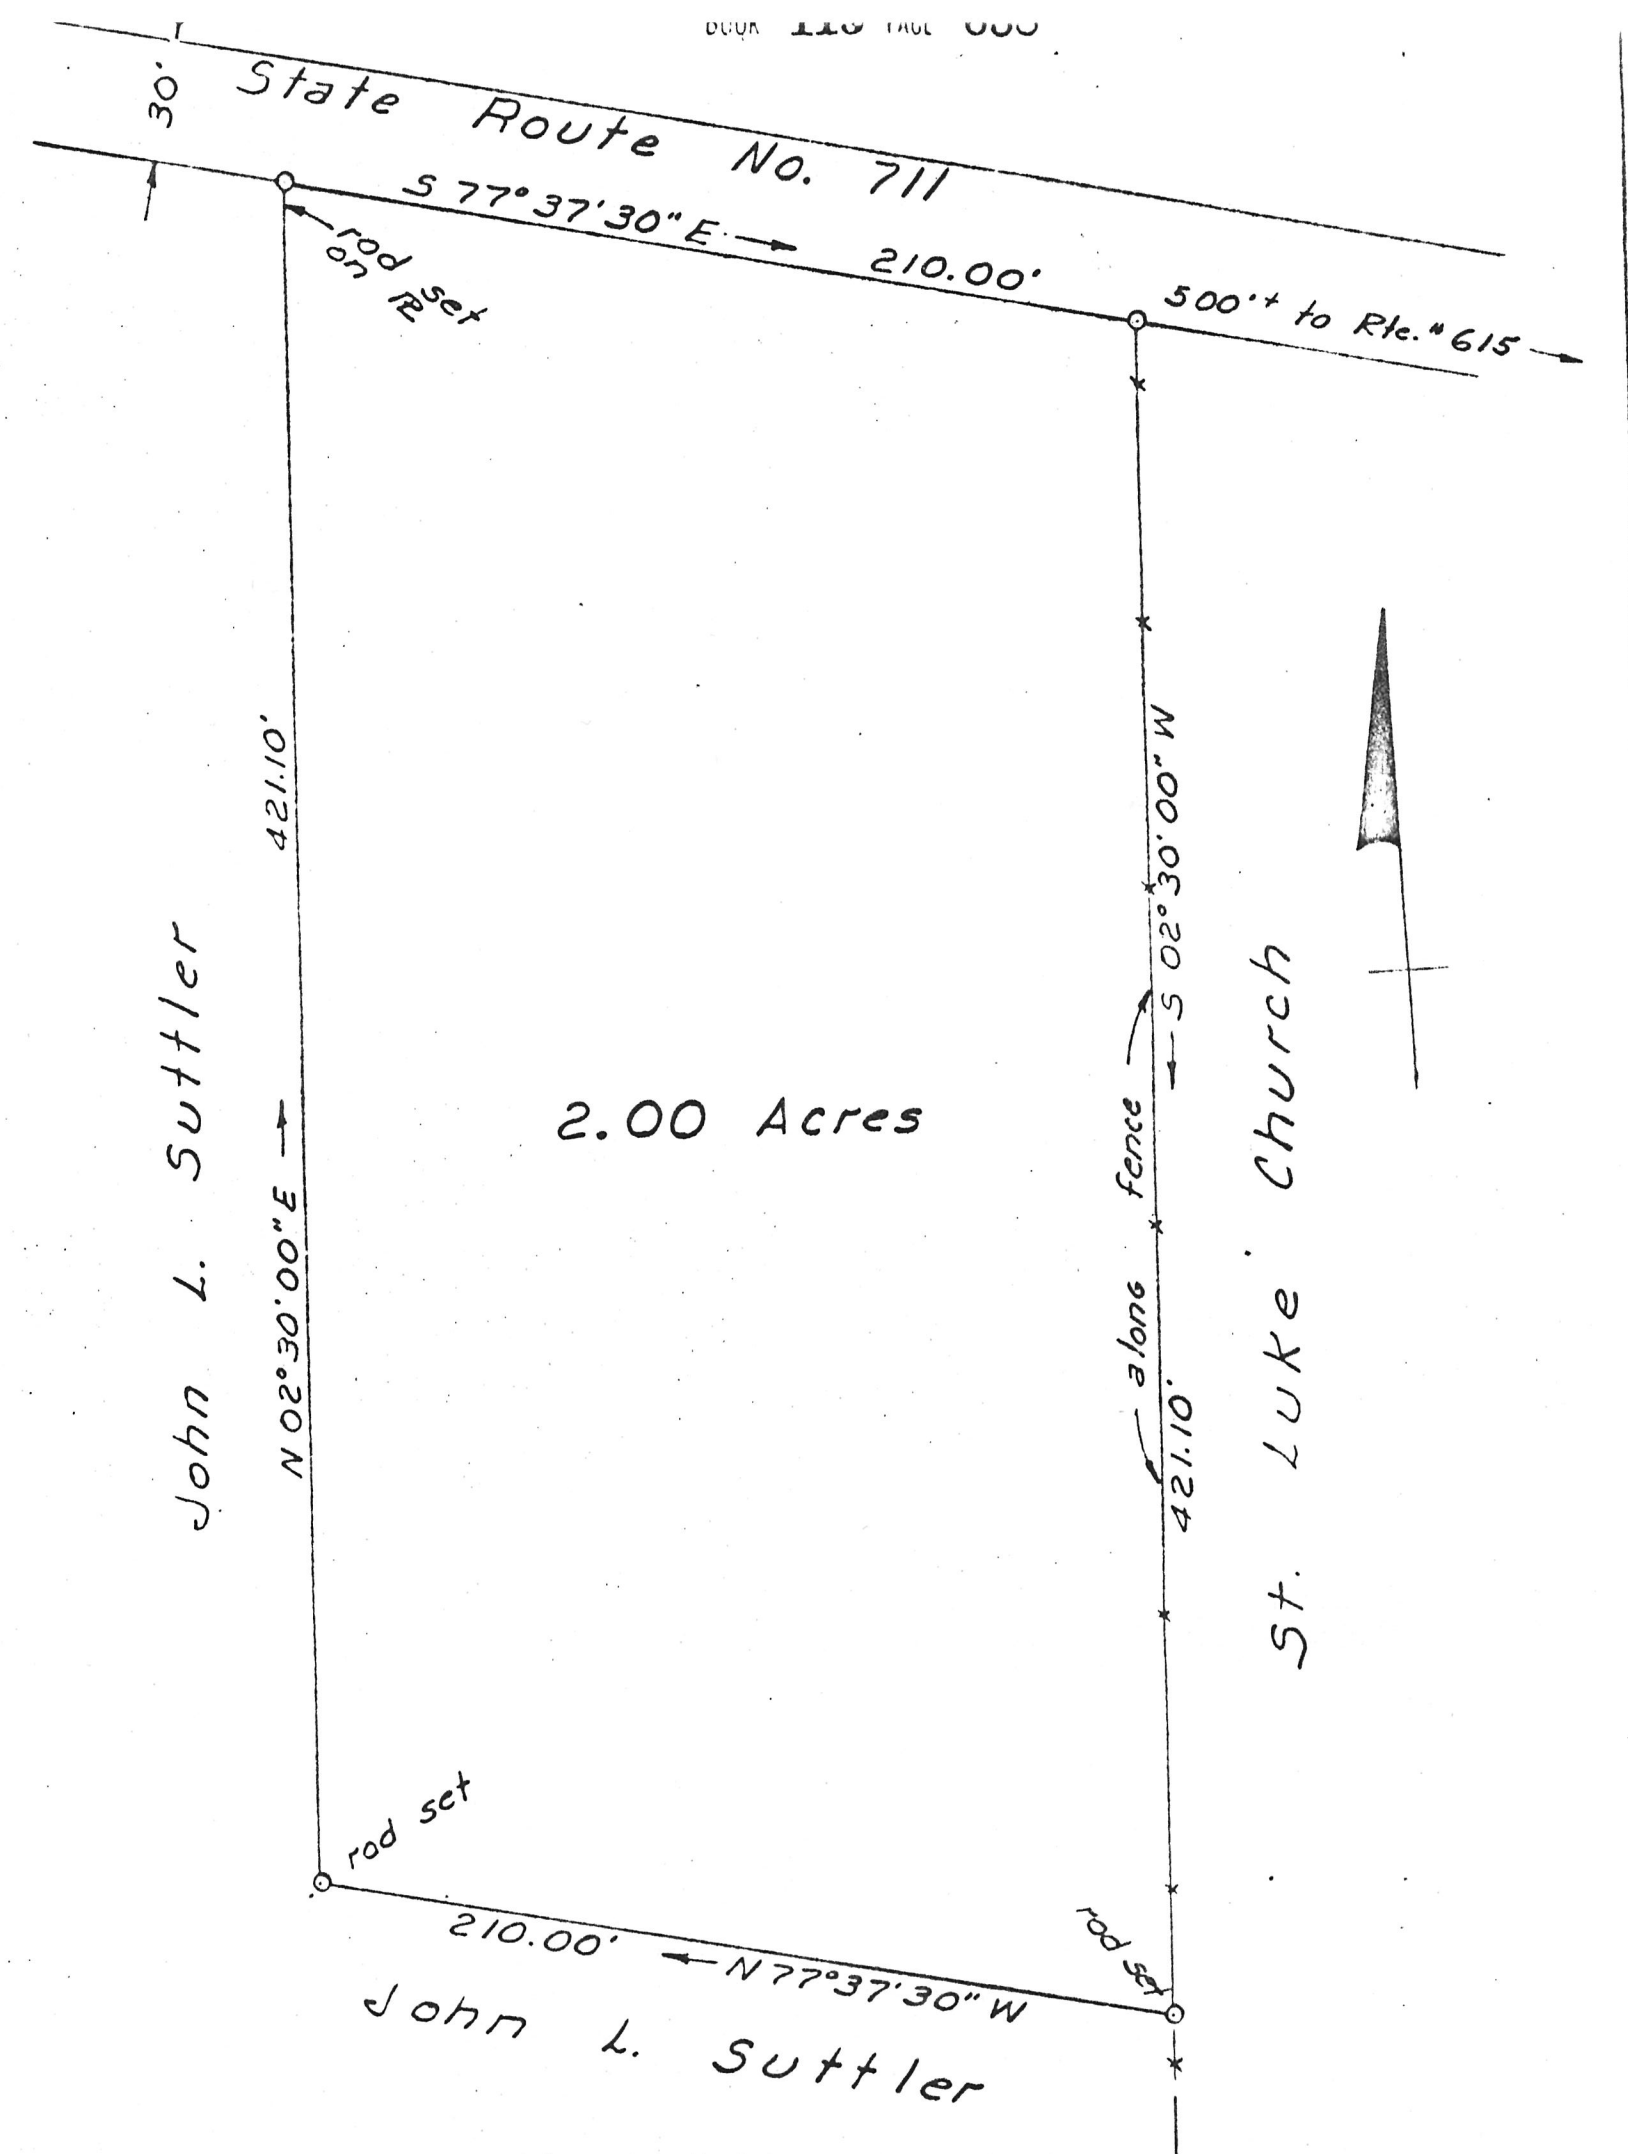 BOOK PAGE
30'
State Route No. 711
S 77° 37' 30" E
210.00'
500'± to Rte. # 615
rod set
on
421.10'
N 02° 30' 00" E
John L. Suttler
2.00 Acres
S 02° 30' 00" W
along fence
421.10'
St. Luke Church
rod set
rod set
210.00'
N 77° 37' 30" W
John L. Suttler